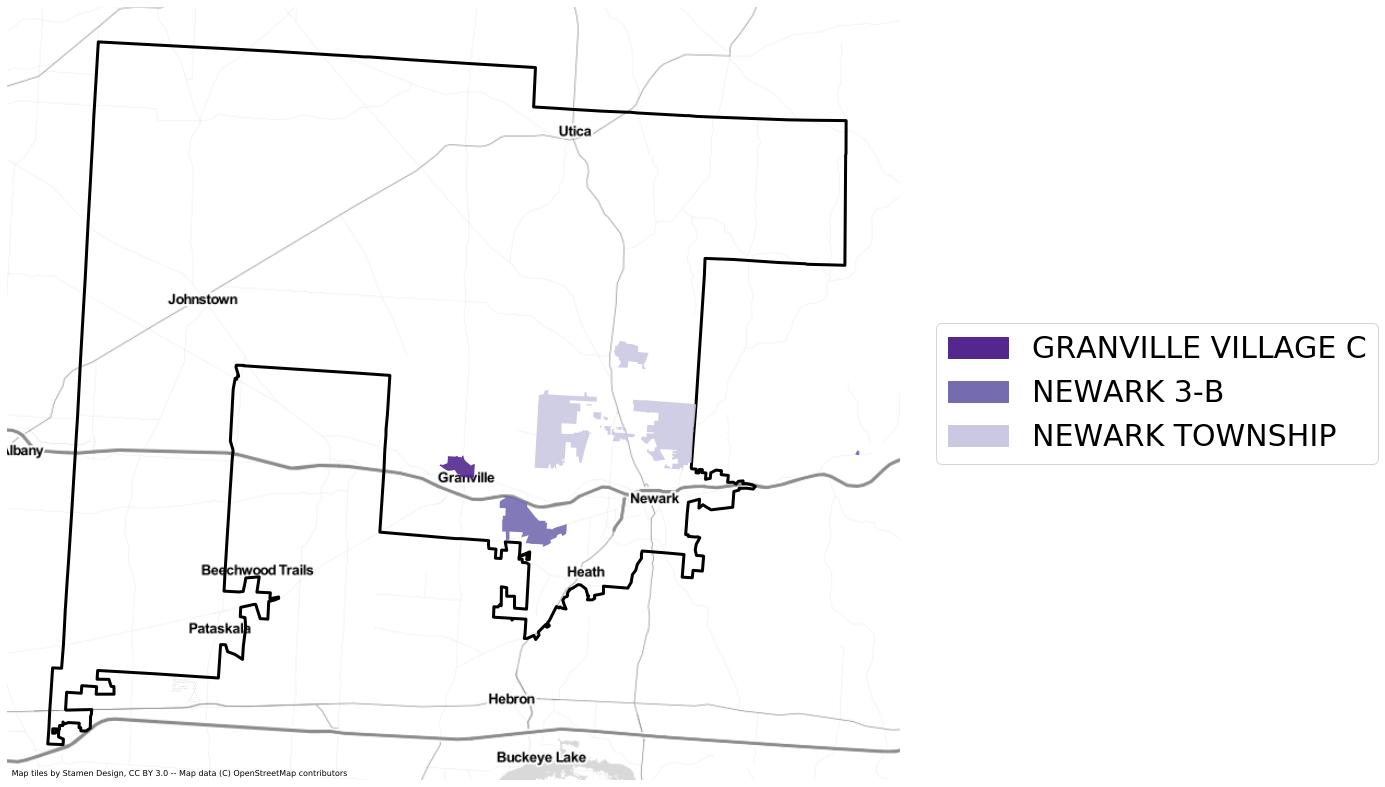 Utica
Johnstown
Albany
Granville
Newark
Beechwood Trails
Heath
Pataskala
Hebron
Buckeye Lake
Map tiles by Stamen Design, CC BY 3.0 -- Map data (C) OpenStreetMap contributors
GRANVILLE VILLAGE C
NEWARK 3-B
NEWARK TOWNSHIP